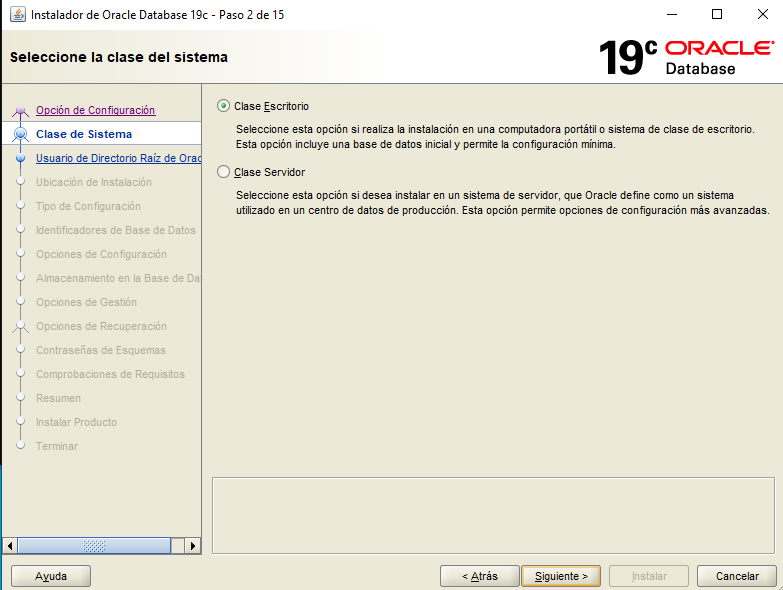 Instalador de Oracle Database 19c - Paso 2 de 15
Seleccione la clase del sistema
19c ORACLE
Database
Opción de Configuración
Clase de Sistema
Usuario de Directorio Raíz de Orac
Ubicación de Instalación
Tipo de Configuración
Identificadores de Base de Datos
Opciones de Configuración
Almacenamiento en la Base de Da
Opciones de Gestión
Opciones de Recuperación
Contraseñas de Esquemas
Comprobaciones de Requisitos
Resumen
Instalar Producto
Terminar
Clase Escritorio
Seleccione esta opción si realiza la instalación en una computadora portátil o sistema de clase de escritorio.
Esta opción incluye una base de datos inicial y permite la configuración mínima.
Clase Servidor
Seleccione esta opción si desea instalar en un sistema de servidor, que Oracle define como un sistema
utilizado en un centro de datos de producción. Esta opción permite opciones de configuración más avanzadas.
Ayuda
< Atrás
Siguiente >
Instalar
Cancelar